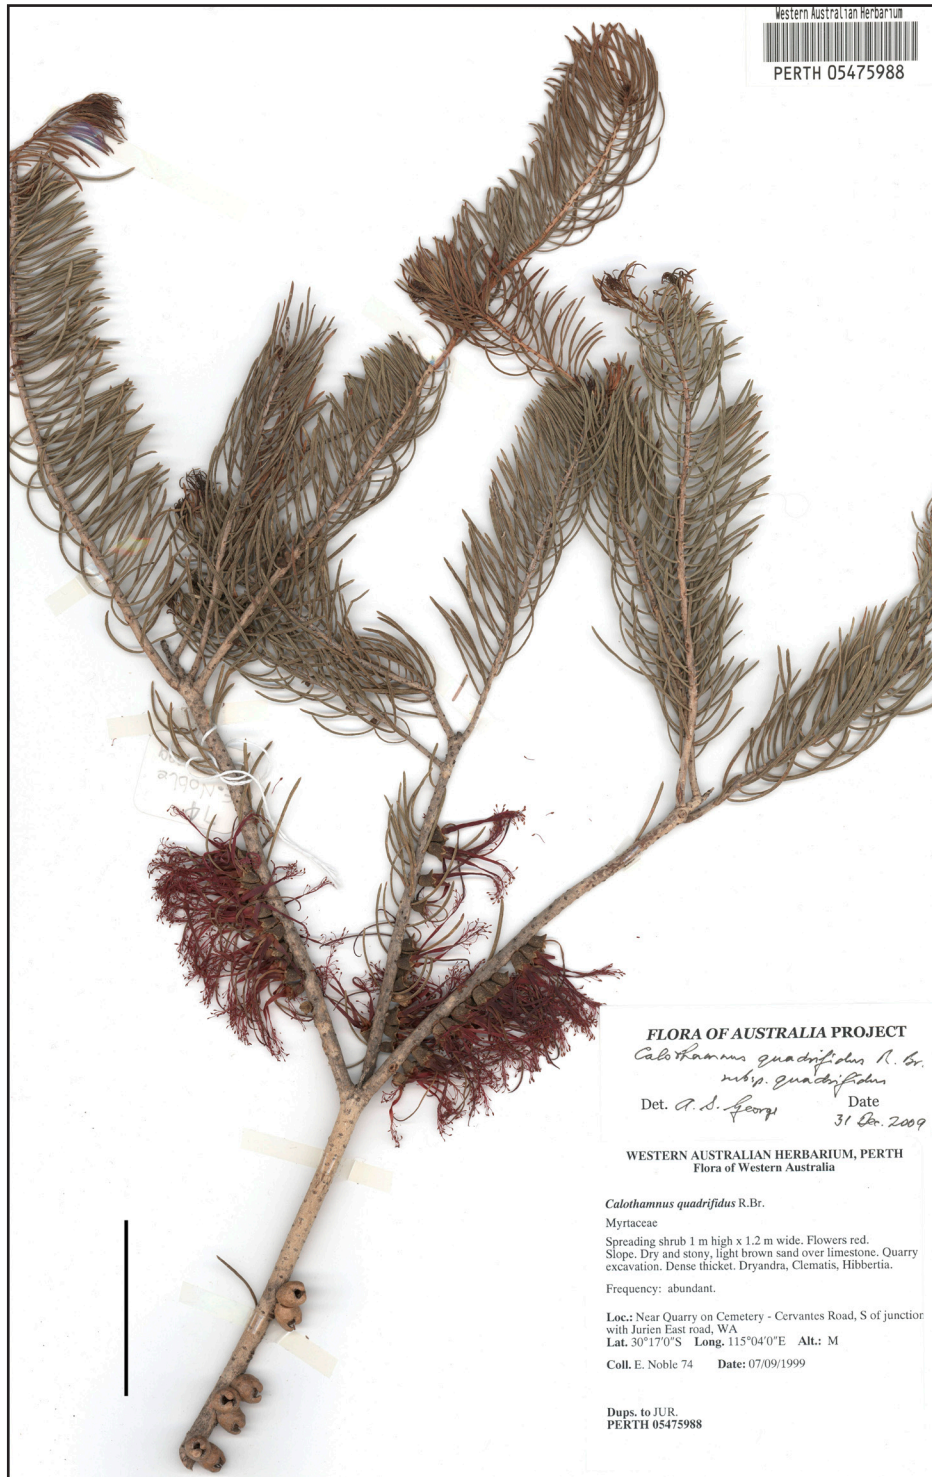 Western Australian Herbarium
PERTH 05475988
74
E. Noble
FLORA OF AUSTRALIA PROJECT
Calothamnus quadrifidus R. Br.
subsp. quadrifidus
Det. A. S. George Date
31 Dec. 2009
WESTERN AUSTRALIAN HERBARIUM, PERTH
Flora of Western Australia
Calothamnus quadrifidus R.Br.
Myrtaceae
Spreading shrub 1 m high x 1.2 m wide. Flowers red.
Slope. Dry and stony, light brown sand over limestone. Quarry
excavation. Dense thicket. Dryandra, Clematis, Hibbertia.
Frequency: abundant.
Loc.: Near Quarry on Cemetery - Cervantes Road, S of junction
with Jurien East road, WA
Lat. 30°17'0"S Long. 115°04'0"E Alt.: M
Coll. E. Noble 74 Date: 07/09/1999
Dups. to JUR.
PERTH 05475988